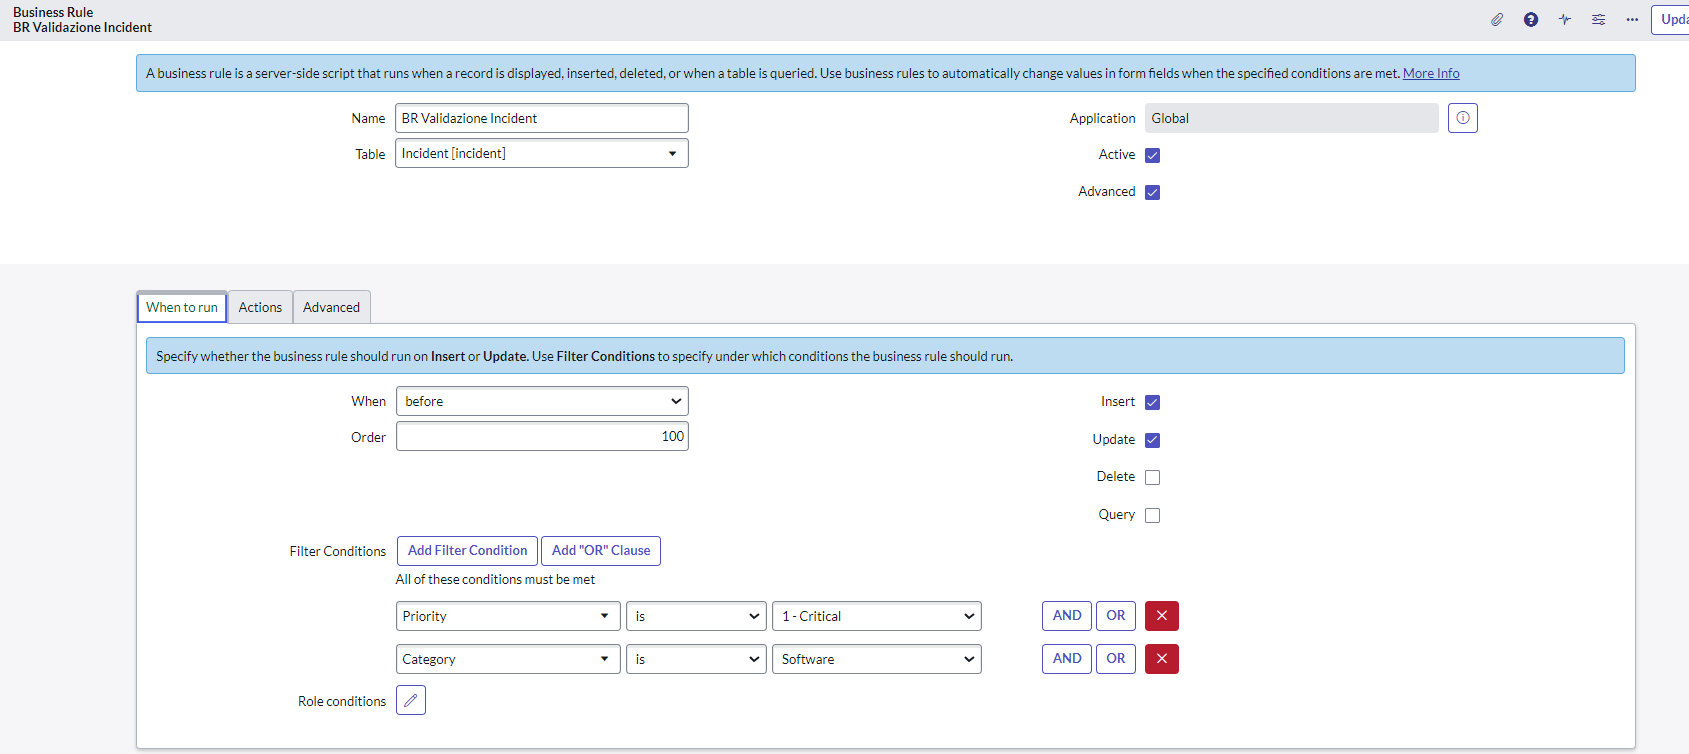 Business Rule
BR Validazione Incident
Upda
A business rule is a server-side script that runs when a record is displayed, inserted, deleted, or when a table is queried. Use business rules to automatically change values in form fields when the specified conditions are met. More Info
Name BR Validazione Incident
Application Global
Table Incident [incident]
Active
Advanced
When to run Actions Advanced
Specify whether the business rule should run on Insert or Update. Use Filter Conditions to specify under which conditions the business rule should run.
When before
Insert
Order 100
Update
Delete
Query
Filter Conditions Add Filter Condition Add "OR" Clause
All of these conditions must be met
Priority is 1 - Critical AND OR
Category is Software AND OR
Role conditions